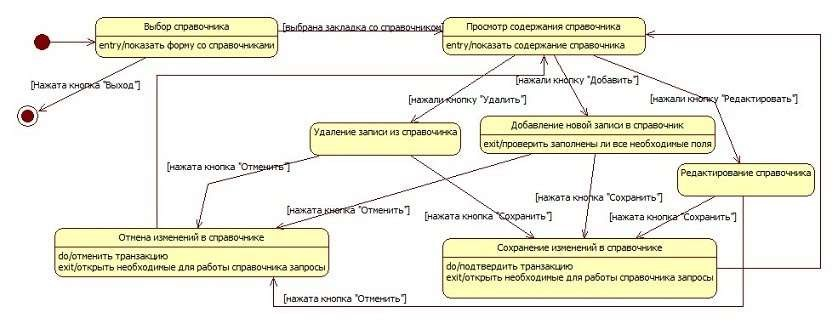 Выбор справочника
entry/показать форму со справочниками
[выбрана закладка со справочником]
Просмотр содержания справочника
entry/показать содержание справочника
[Нажата кнопка "Выход"]
[нажали кнопку "Удалить"]
[нажали кнопку "Добавить"]
[нажали кнопку "Редактировать"]
Удаление записи из справочинка
Добавление новой записи в справочник
exit/проверить заполнены ли все необходимые поля
Редактирование справочника
[нажата кнопка "Отменить"]
[нажата кнопка "Отменить"]
[нажата кнопка "Сохранить"]
[нажата кнопка "Сохранить"]
[нажата кнопка "Сохранить"]
Отмена изменений в справочнике
do/отменить транзакцию
exit/открыть необходимые для работы справочника запросы
Сохранение изменений в справочнике
do/подтвердить транзакцию
exit/открыть необходимые для работы справочника запросы
[нажата кнопка "Отменить"]